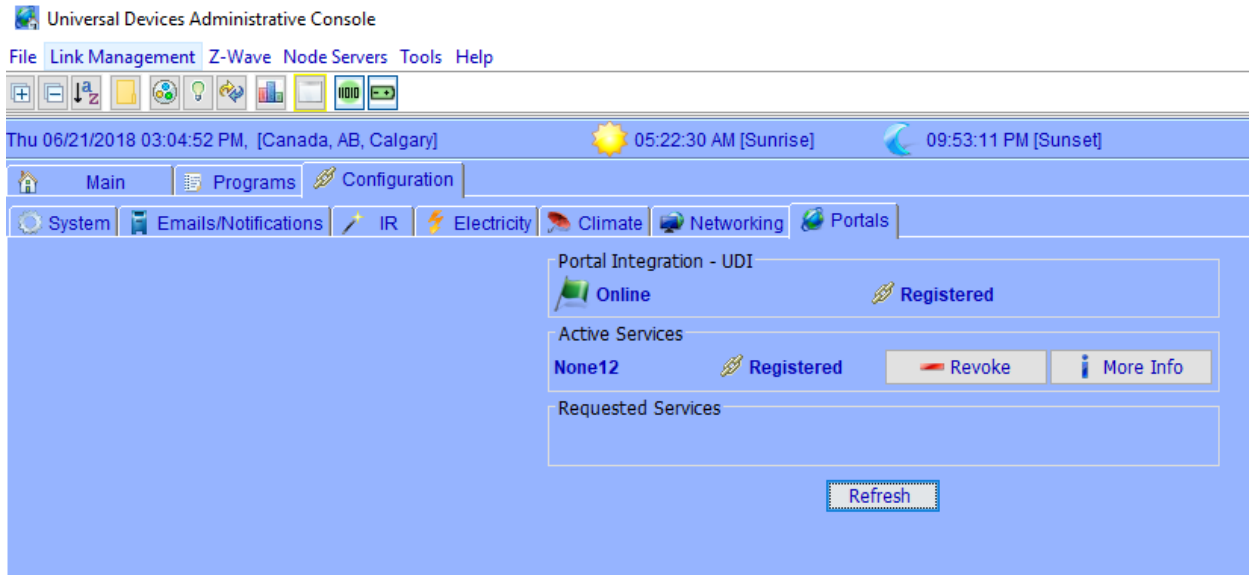 Universal Devices Administrative Console
File Link Management Z-Wave Node Servers Tools Help
Thu 06/21/2018 03:04:52 PM, [Canada, AB, Calgary] 05:22:30 AM [Sunrise] 09:53:11 PM [Sunset]
Main Programs Configuration
System Emails/Notifications IR Electricity Climate Networking Portals
Portal Integration - UDI
Online Registered
Active Services
None12 Registered Revoke More Info
Requested Services
Refresh